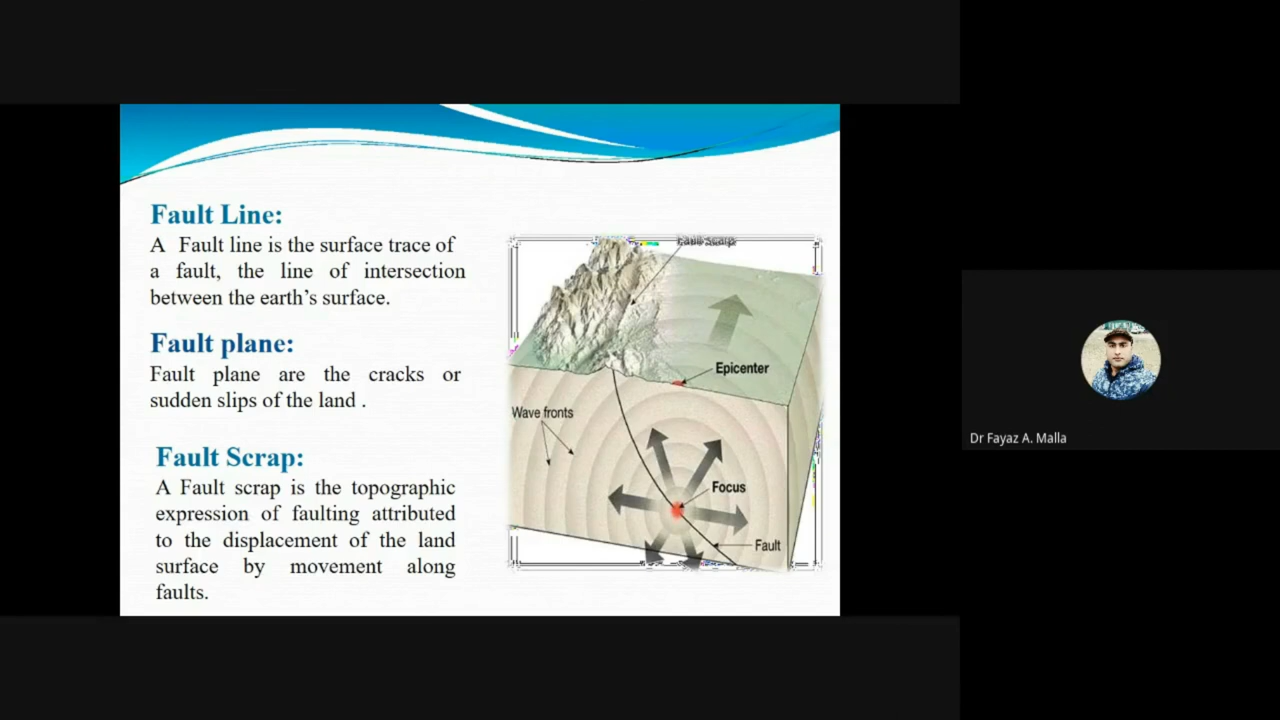 Fault Line:
A Fault line is the surface trace of
a fault, the line of intersection
between the earth's surface.
Fault plane:
Fault plane are the cracks or
sudden slips of the land .
Fault Scrap:
A Fault scrap is the topographic
expression of faulting attributed
to the displacement of the land
surface by movement along
faults.
Fault scarp
Epicenter
Wave fronts
Focus
Fault
Dr Fayaz A. Malla